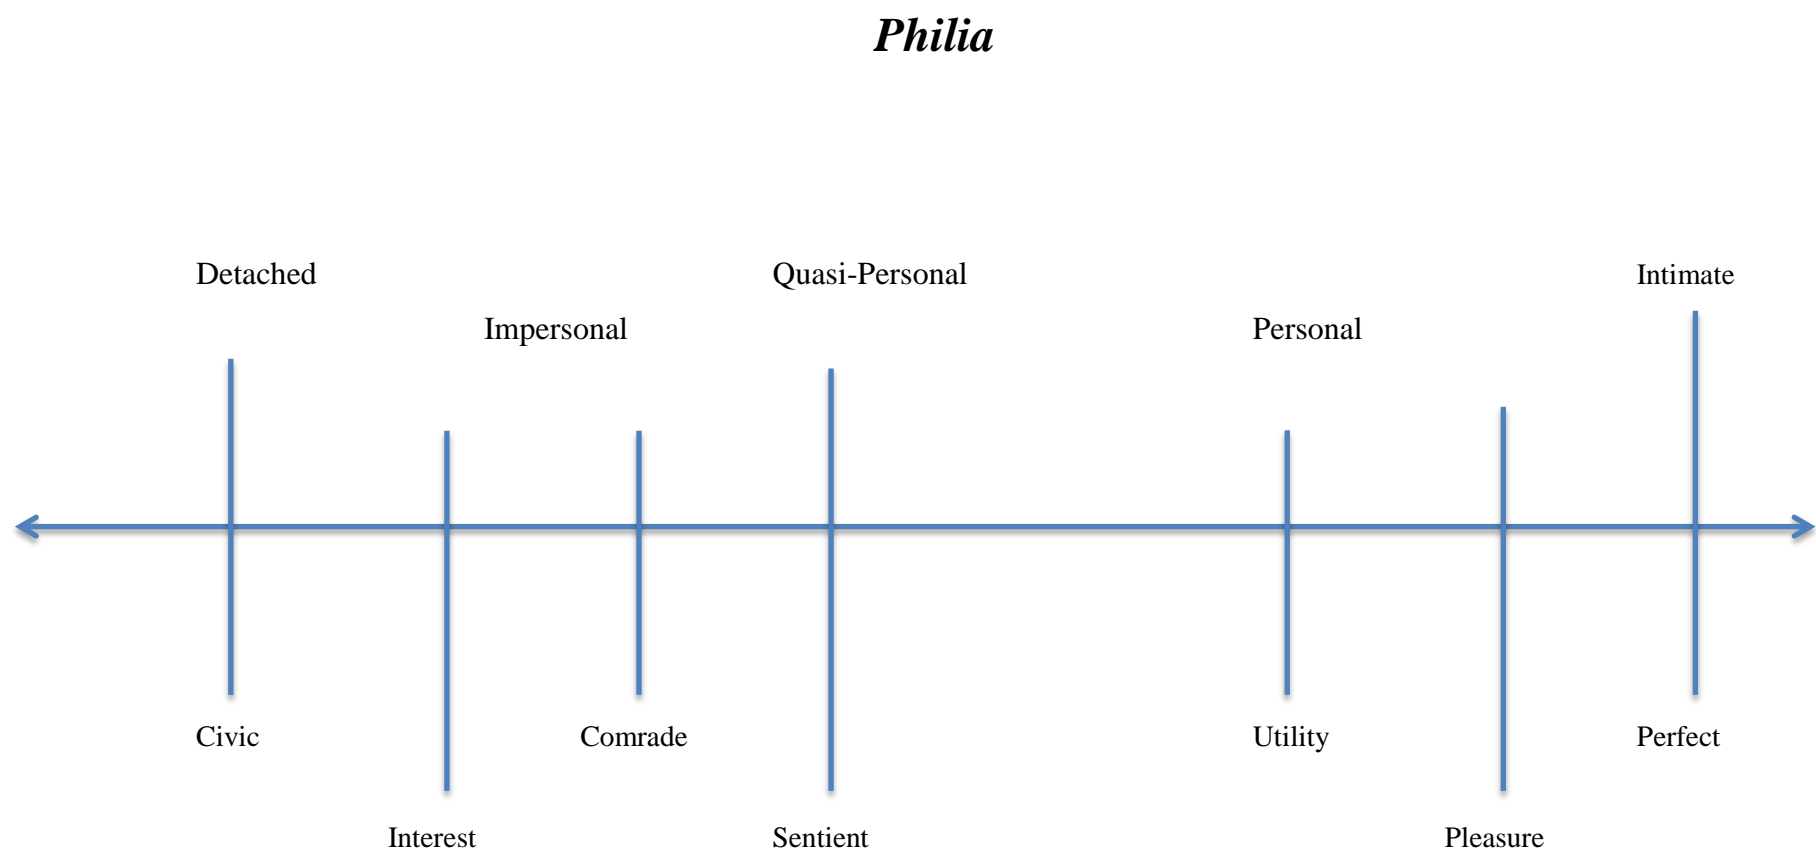 Philia
Detached Quasi-Personal Intimate
Impersonal Personal
Civic Comrade Utility Perfect
Interest Sentient Pleasure